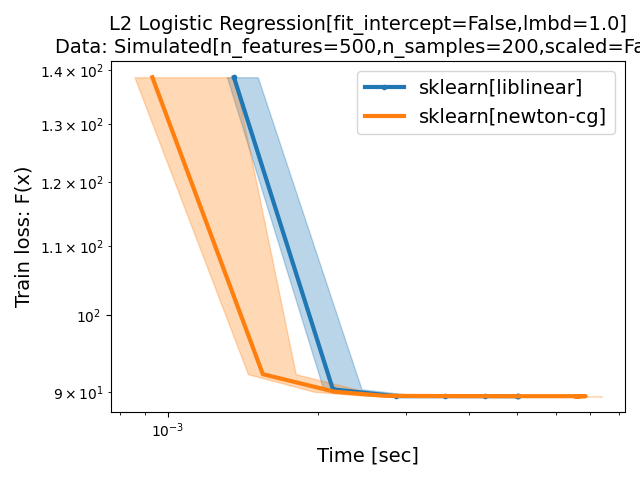 L2 Logistic Regression[fit_intercept=False,lmbd=1.0]
Data: Simulated[n_features=500,n_samples=200,scaled=Fa
1.4 × 10²
1.3 × 10²
1.2 × 10²
1.1 × 10²
10²
9 × 10¹
Train loss: F(x)
sklearn[liblinear]
sklearn[newton-cg]
10⁻³
Time [sec]